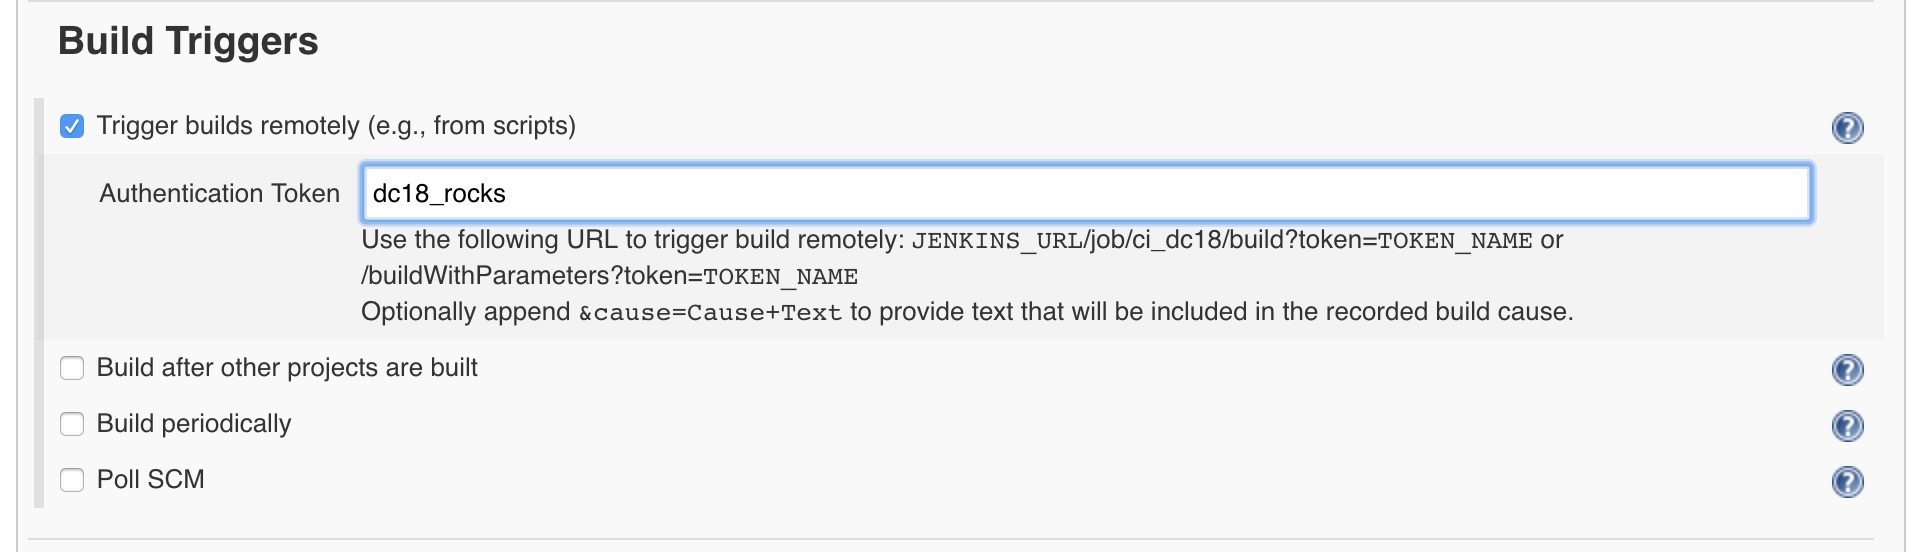 Build Triggers
Trigger builds remotely (e.g., from scripts)
Authentication Token dc18_rocks
Use the following URL to trigger build remotely: JENKINS_URL/job/ci_dc18/build?token=TOKEN_NAME or
/buildWithParameters?token=TOKEN_NAME
Optionally append &cause=Cause+Text to provide text that will be included in the recorded build cause.
Build after other projects are built
Build periodically
Poll SCM